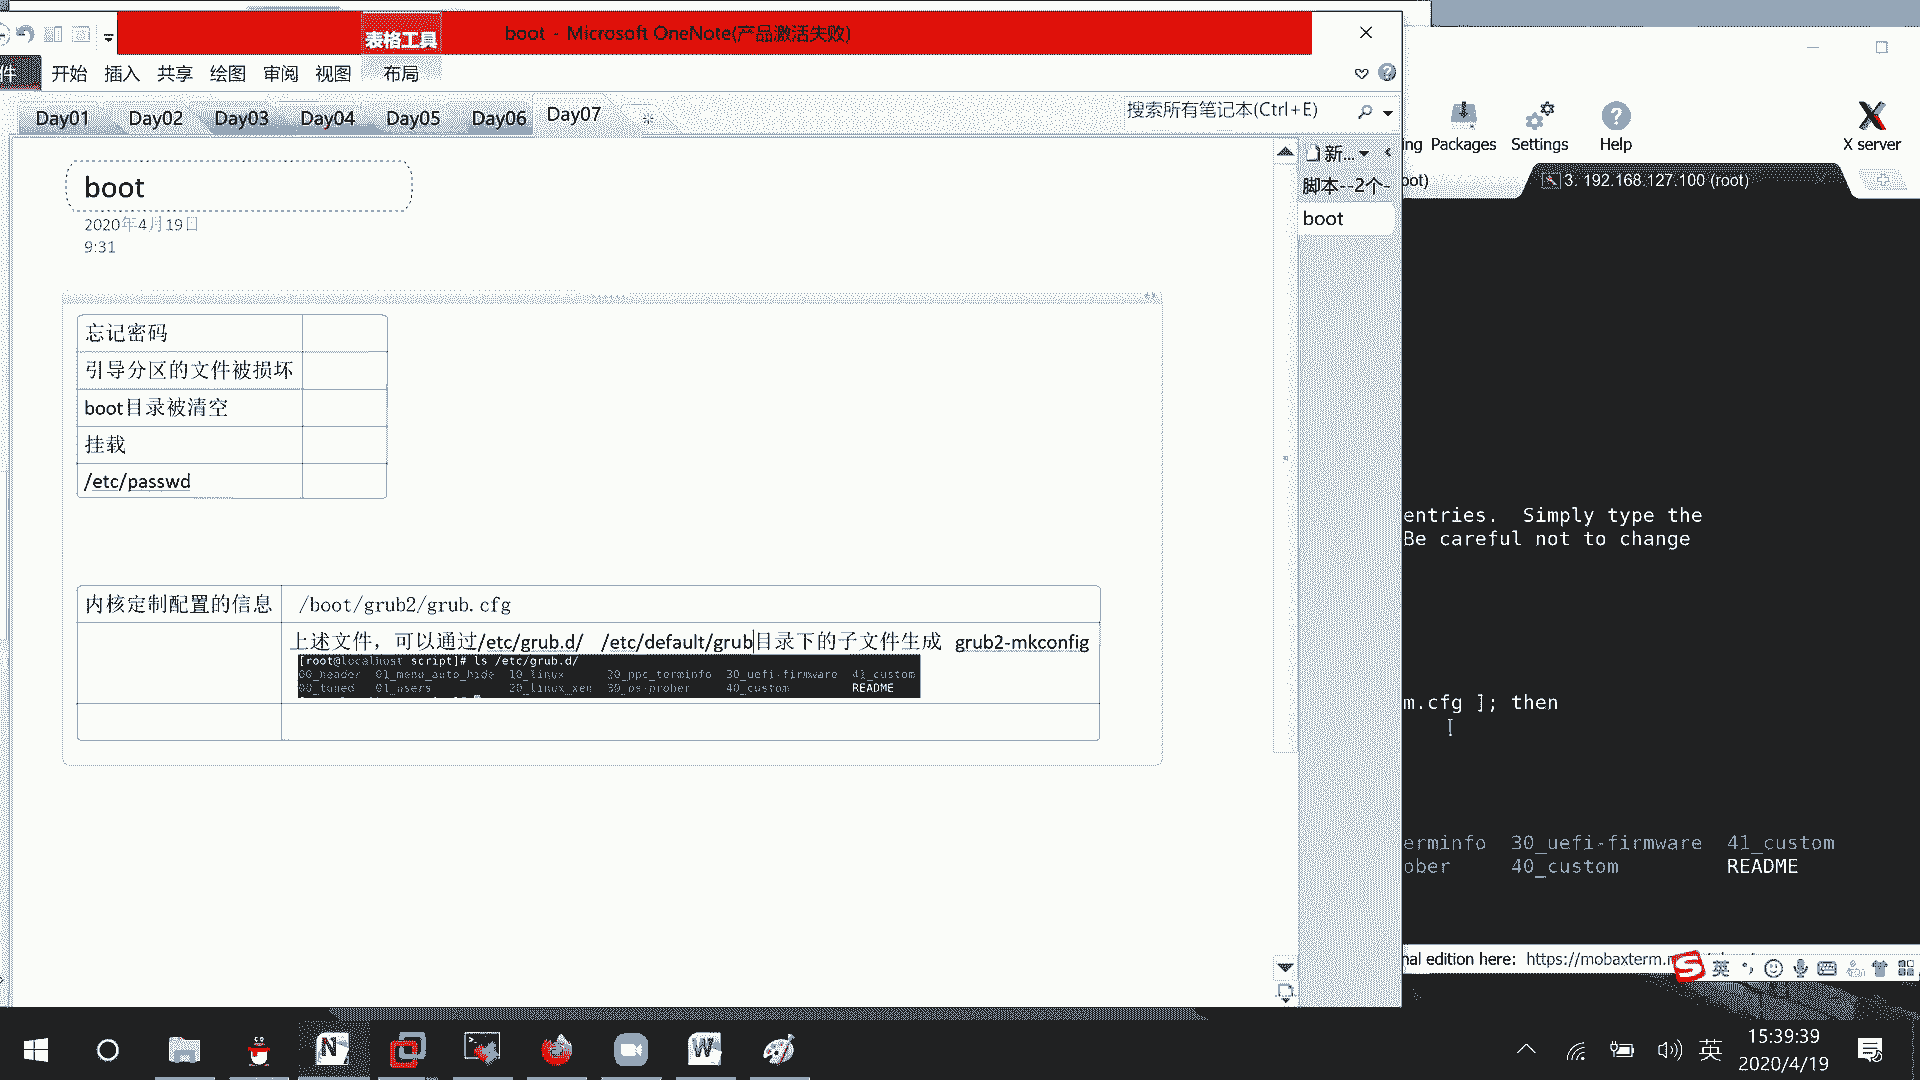 表格工具
boot - Microsoft OneNote(产品激活失败)
件 开始 插入 共享 绘图 审阅 视图 布局
Day01 Day02 Day03 Day04 Day05 Day06 Day07
搜索所有笔记本(Ctrl+E)
新...
脚本--2个-
boot
boot
2020年4月19日
9:31
忘记密码
引导分区的文件被损坏
boot目录被清空
挂载
/etc/passwd
内核定制配置的信息 /boot/grub2/grub.cfg
上述文件，可以通过/etc/grub.d/ /etc/default/grub目录下的子文件生成 grub2-mkconfig
[root@localhost script]# ls /etc/grub.d/
00_header 01_menu_auto_hide 10_linux 20_ppc_terminfo 30_uefi-firmware 41_custom
00_tuned 01_users 20_linux_xen 30_os-prober 40_custom README
ing Packages Settings Help X server
oot) 3. 192.168.127.100 (root)
entries. Simply type the
Be careful not to change
m.cfg ]; then
erminfo 30_uefi-firmware 41_custom
ober 40_custom README
nal edition here: https://mobaxterm.
英
英
15:39:39
2020/4/19